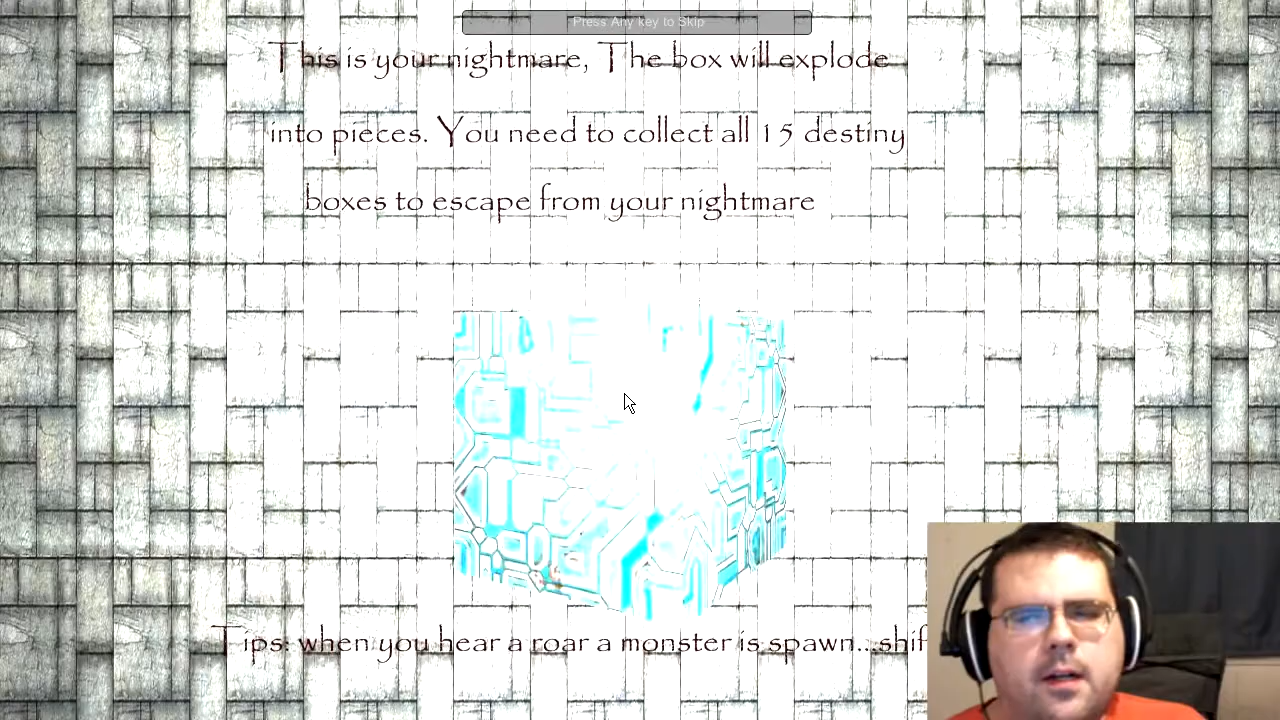 Press Any key to Skip
This is your nightmare, The box will explode
into pieces. You need to collect all 15 destiny
boxes to escape from your nightmare
Tips: when you hear a roar a monster is spawn...shif